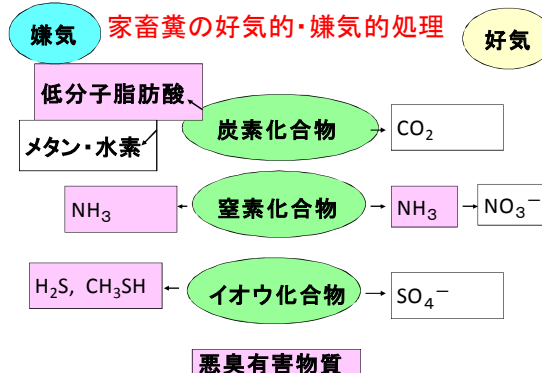 嫌気
家畜糞の好気的・嫌気的処理
好気
低分子脂肪酸
メタン・水素
炭素化合物
CO₂
NH₃
窒素化合物
NH₃
NO₃⁻
H₂S, CH₃SH
イオウ化合物
SO₄⁻
悪臭有害物質